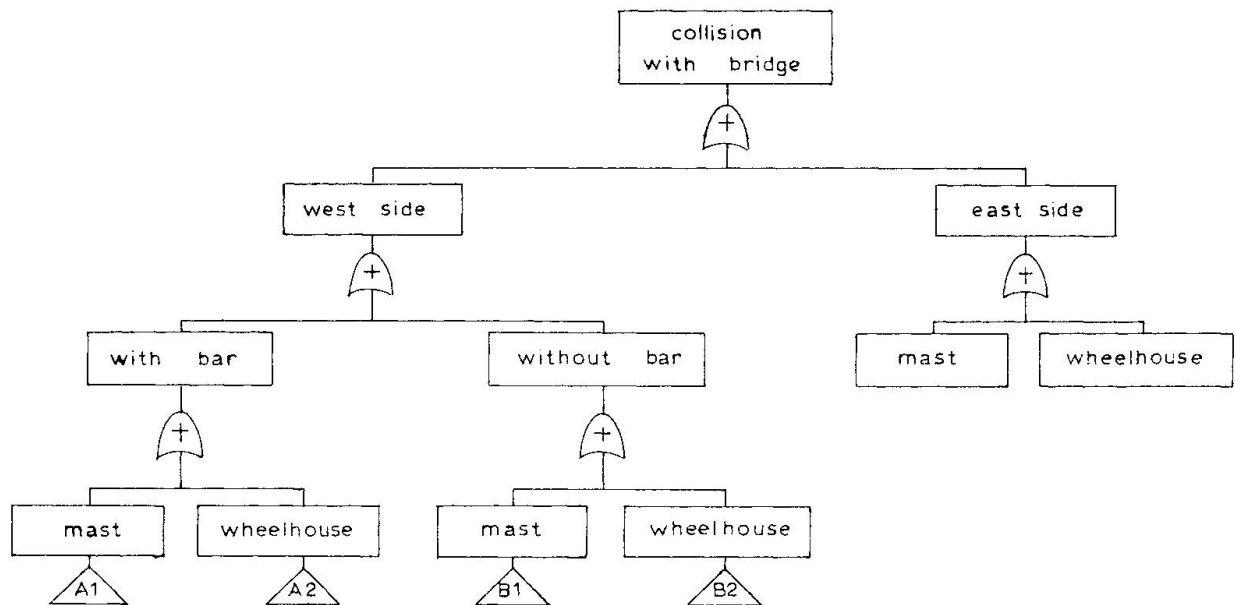 collision
with bridge
+
west side
east side
+
+
with bar
without bar
mast
wheelhouse
+
+
mast
wheelhouse
mast
wheelhouse
A1
A2
B1
B2